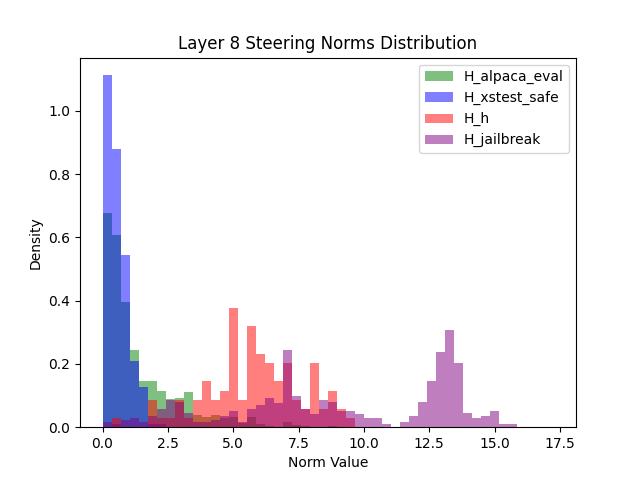 Layer 8 Steering Norms Distribution
H_alpaca_eval
H_xstest_safe
H_h
H_jailbreak
1.0
0.8
0.6
0.4
0.2
0.0
Density
0.0 2.5 5.0 7.5 10.0 12.5 15.0 17.5
Norm Value